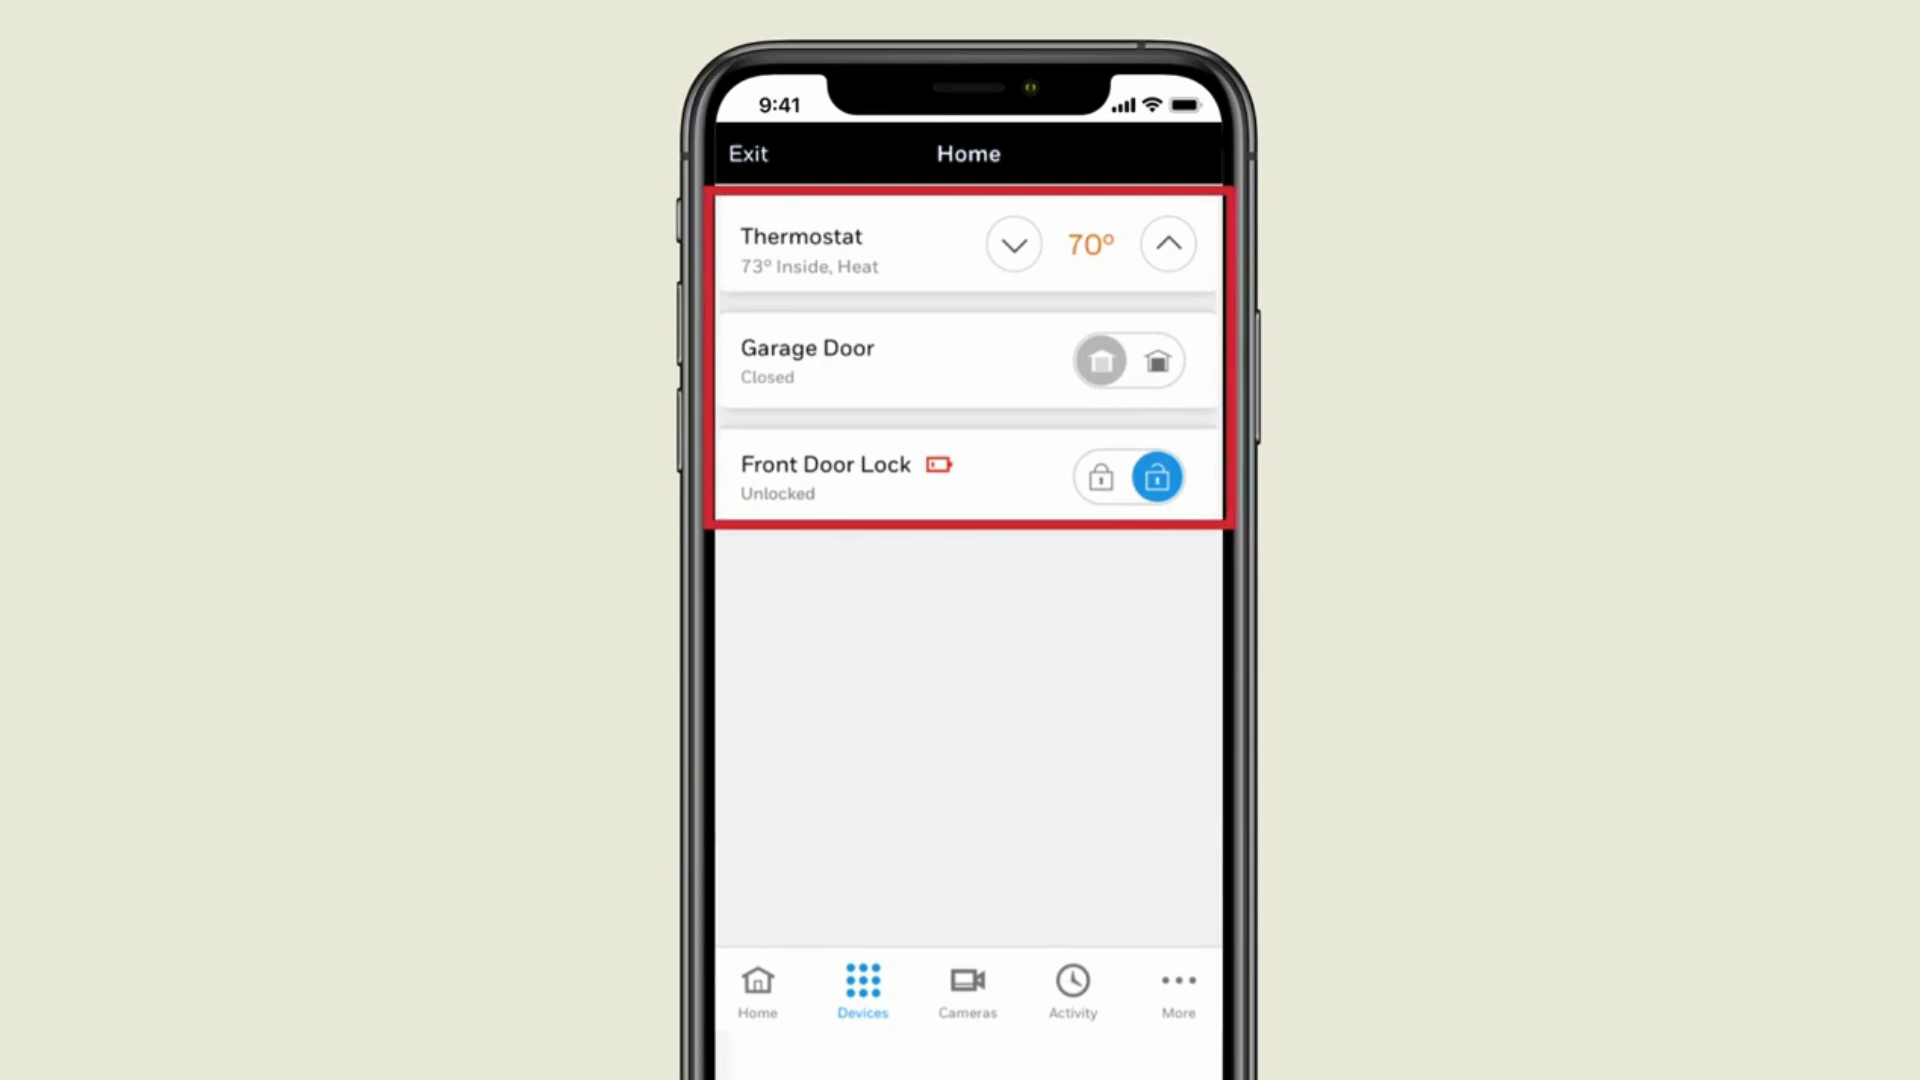 9:41
Exit
Home
Thermostat
73° Inside, Heat
70°
Garage Door
Closed
Front Door Lock
Unlocked
Home
Devices
Cameras
Activity
More